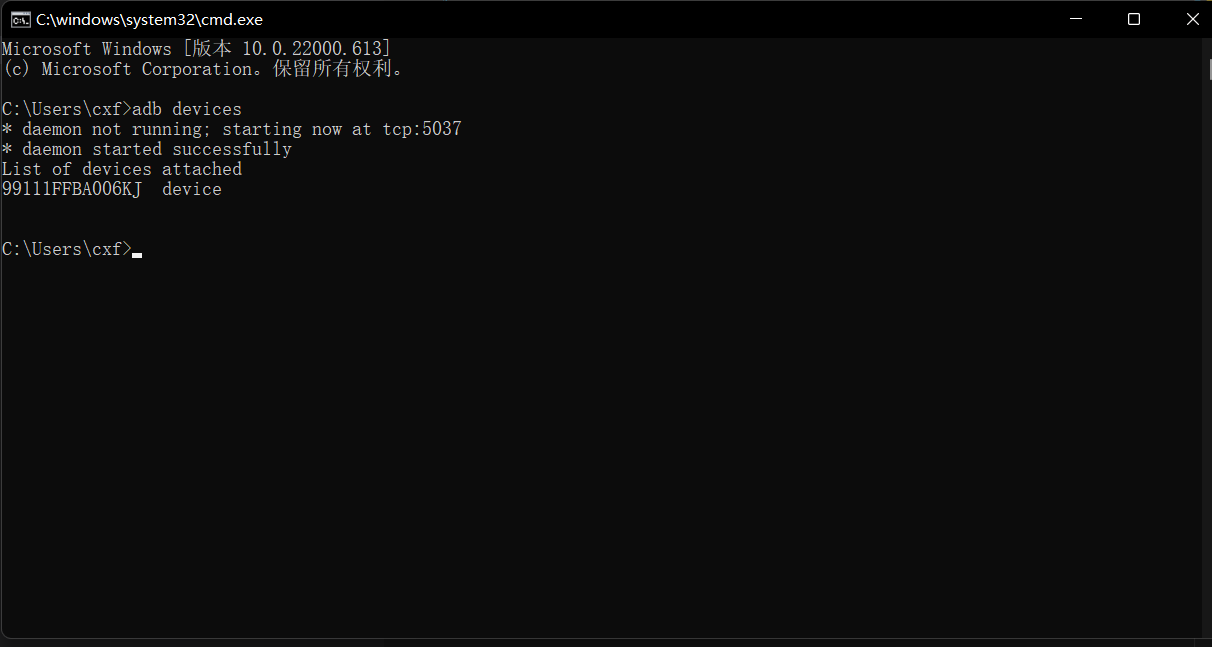 C:\windows\system32\cmd.exe
Microsoft Windows [版本 10.0.22000.613]
(c) Microsoft Corporation。保留所有权利。
C:\Users\cxf>adb devices
* daemon not running; starting now at tcp:5037
* daemon started successfully
List of devices attached
99111FFBA006KJ  device
C:\Users\cxf>